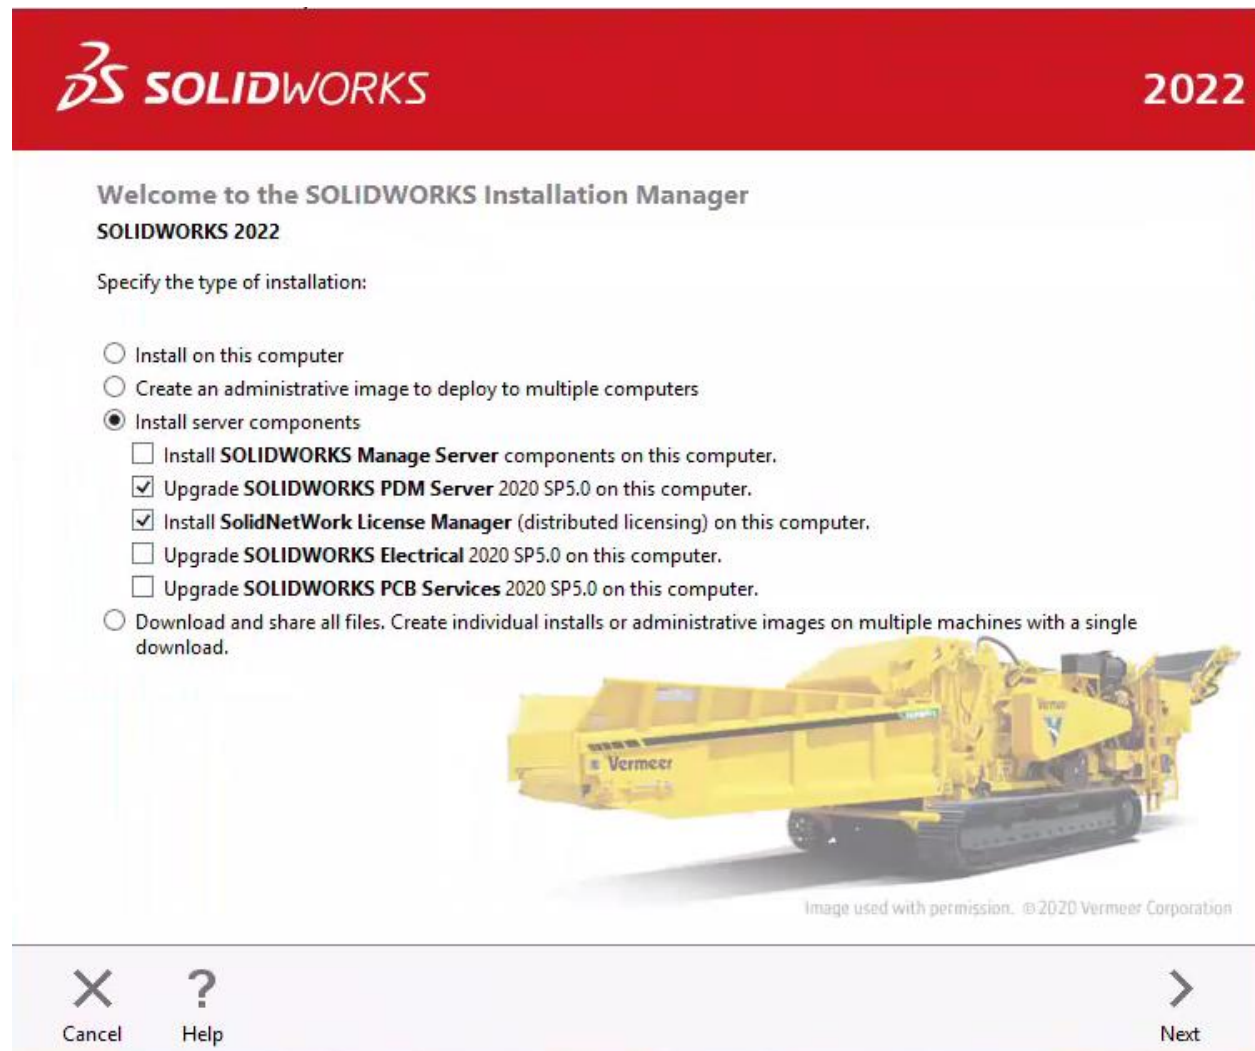 SOLIDWORKS
2022
Welcome to the SOLIDWORKS Installation Manager
SOLIDWORKS 2022
Specify the type of installation:
Install on this computer
Create an administrative image to deploy to multiple computers
Install server components
Install SOLIDWORKS Manage Server components on this computer.
Upgrade SOLIDWORKS PDM Server 2020 SP5.0 on this computer.
Install SolidNetWork License Manager (distributed licensing) on this computer.
Upgrade SOLIDWORKS Electrical 2020 SP5.0 on this computer.
Upgrade SOLIDWORKS PCB Services 2020 SP5.0 on this computer.
Download and share all files. Create individual installs or administrative images on multiple machines with a single
download.
Vermeer
Vermeer
Image used with permission. ©2020 Vermeer Corporation
Cancel
Help
Next